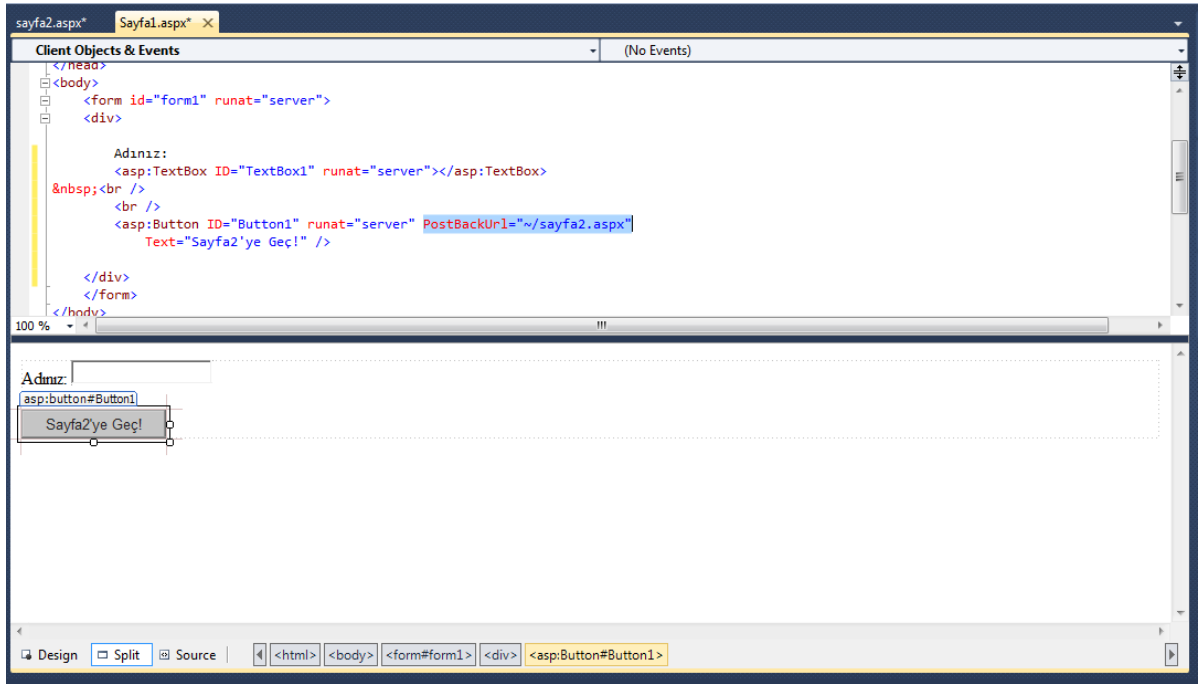 sayfa2.aspx* Sayfa1.aspx*
Client Objects & Events (No Events)
</head>
<body>
<form id="form1" runat="server">
<div>
Adınız:
<asp:TextBox ID="TextBox1" runat="server"></asp:TextBox>
&nbsp;<br />
<br />
<asp:Button ID="Button1" runat="server" PostBackUrl="~/sayfa2.aspx"
Text="Sayfa2'ye Geç!" />
</div>
</form>
</body>
100 %
Adınız:
asp:button#Button1
Sayfa2'ye Geç!
Design Split Source <html> <body> <form#form1> <div> <asp:Button#Button1>